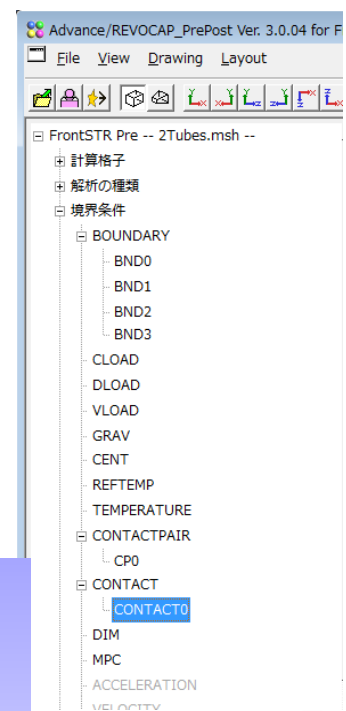 Advance/REVOCAP_PrePost Ver. 3.0.04 for F
File View Drawing Layout
FrontSTR Pre -- 2Tubes.msh --
計算格子
解析の種類
境界条件
BOUNDARY
BND0
BND1
BND2
BND3
CLOAD
DLOAD
VLOAD
GRAV
CENT
REFTEMP
TEMPERATURE
CONTACTPAIR
CP0
CONTACT
CONTACT0
DIM
MPC
ACCELERATION
VELOCITY